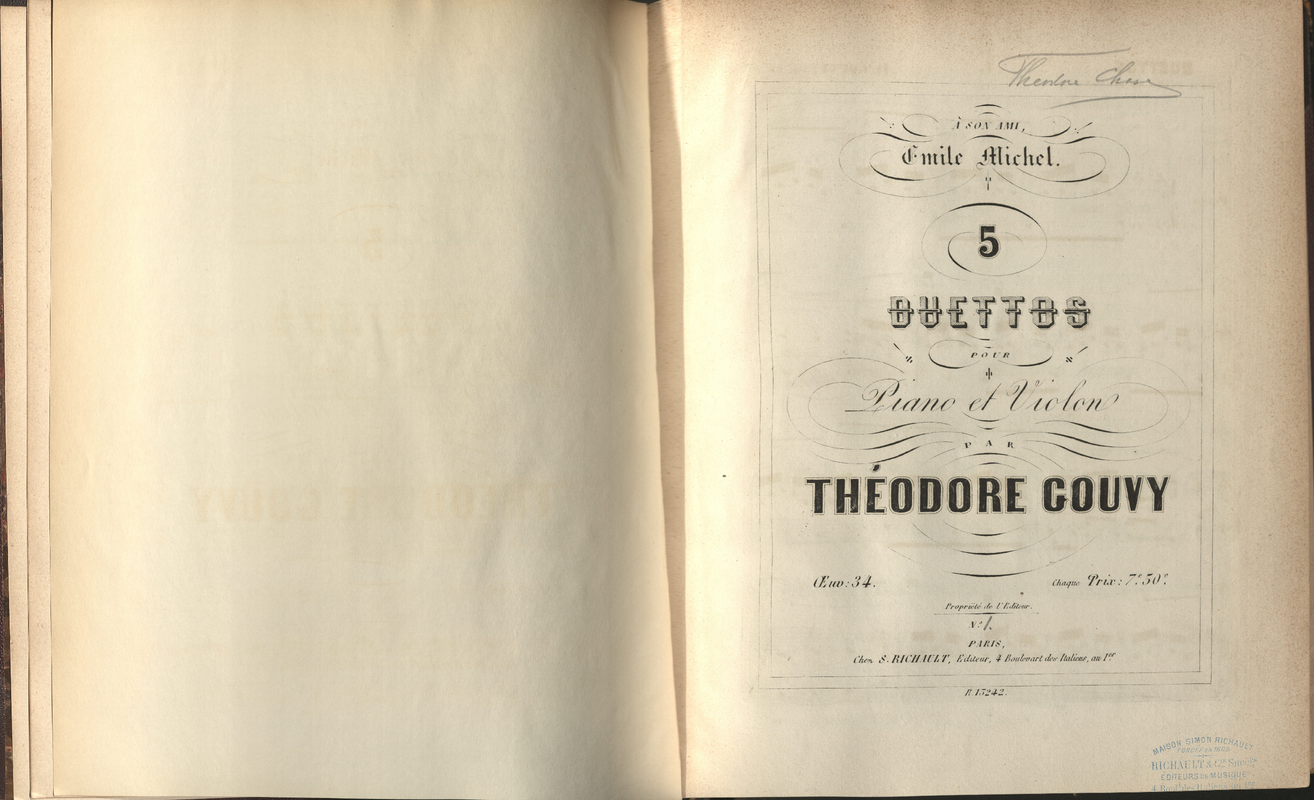 Theodore Chase
À SON AMI,
Emile Michel.
5
DUETTOS
POUR
Piano et Violon
PAR
THÉODORE GOUVY
Œuv: 34.
Chaque Prix: 7f. 50c.
Propriété de l'Editeur.
No. 1.
PARIS,
Chez S. RICHAULT, Editeur, 4 Boulevart des Italiens, au 1er
R. 13242.
MAISON SIMON RICHAULT
RICHAULT & Cie Succrs
EDITEURS DE MUSIQUE